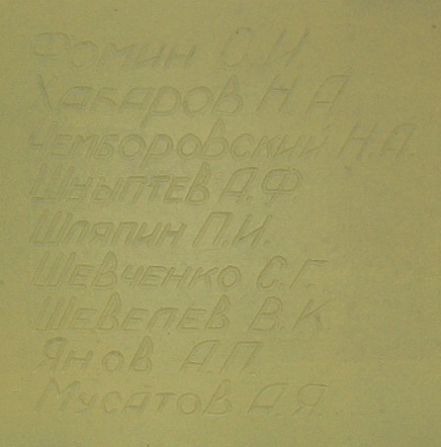 Фомин С.И
Хабаров Н.А
Чемборовский Н.А.
Шныптев А.Ф.
Шляпин П.И.
Шевченко С.Г.
Шевелев В.К
Янов А.П.
Мусатов А.Я.